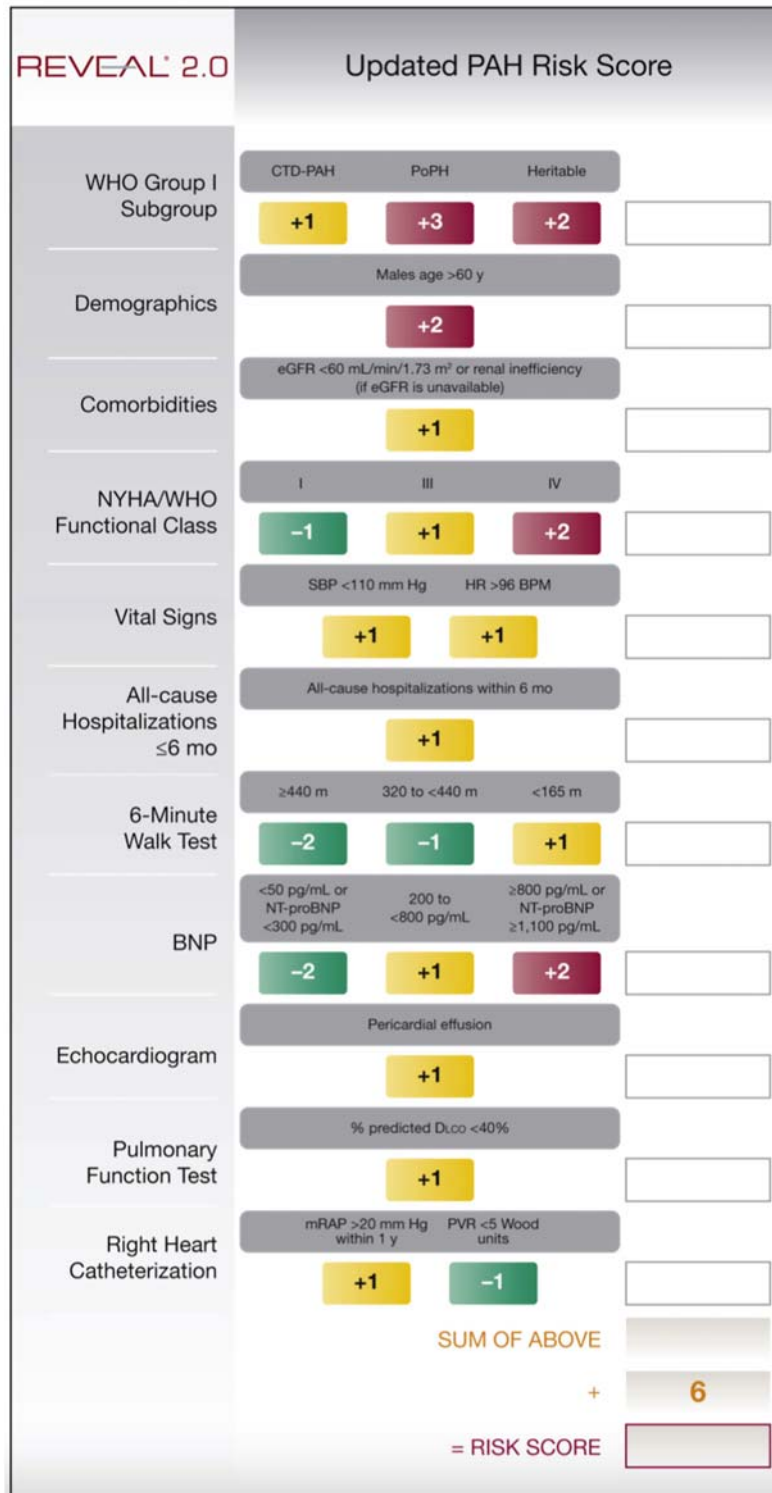 REVEAL® 2.0
Updated PAH Risk Score
WHO Group I
Subgroup
CTD-PAH PoPH Heritable
+1 +3 +2
Demographics
Males age >60 y
+2
Comorbidities
eGFR <60 mL/min/1.73 m² or renal inefficiency
(if eGFR is unavailable)
+1
NYHA/WHO
Functional Class
I III IV
−1 +1 +2
Vital Signs
SBP <110 mm Hg HR >96 BPM
+1 +1
All-cause
Hospitalizations
≤6 mo
All-cause hospitalizations within 6 mo
+1
6-Minute
Walk Test
≥440 m 320 to <440 m <165 m
−2 −1 +1
BNP
<50 pg/mL or
NT-proBNP
<300 pg/mL
200 to
<800 pg/mL
≥800 pg/mL or
NT-proBNP
≥1,100 pg/mL
−2 +1 +2
Echocardiogram
Pericardial effusion
+1
Pulmonary
Function Test
% predicted DLCO <40%
+1
Right Heart
Catheterization
mRAP >20 mm Hg
within 1 y
PVR <5 Wood
units
+1 −1
SUM OF ABOVE
+ 6
= RISK SCORE